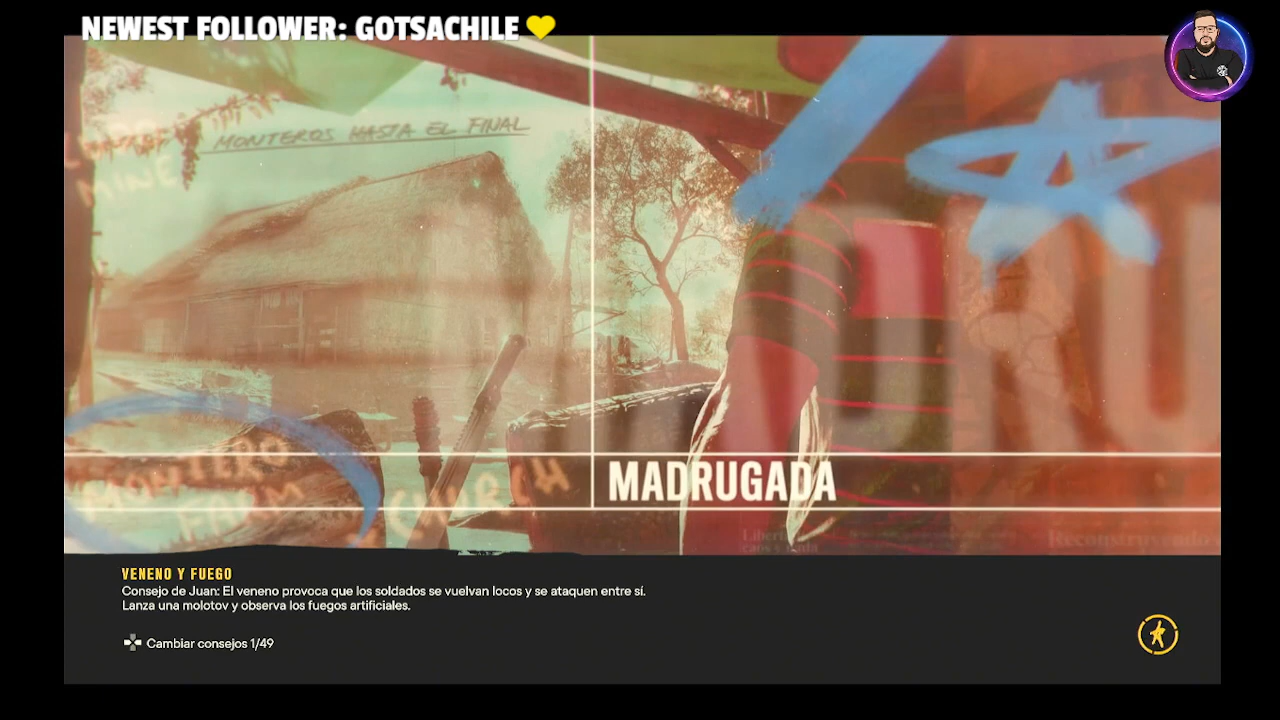 NEWEST FOLLOWER: GOTSACHILE
MONTEROS HASTA EL FINAL
MINE
MADRUGADA
MONTERO
FARM
CHURCH
VENENO Y FUEGO
Consejo de Juan: El veneno provoca que los soldados se vuelvan locos y se ataquen entre sí.
Lanza una molotov y observa los fuegos artificiales.
Cambiar consejos 1/49